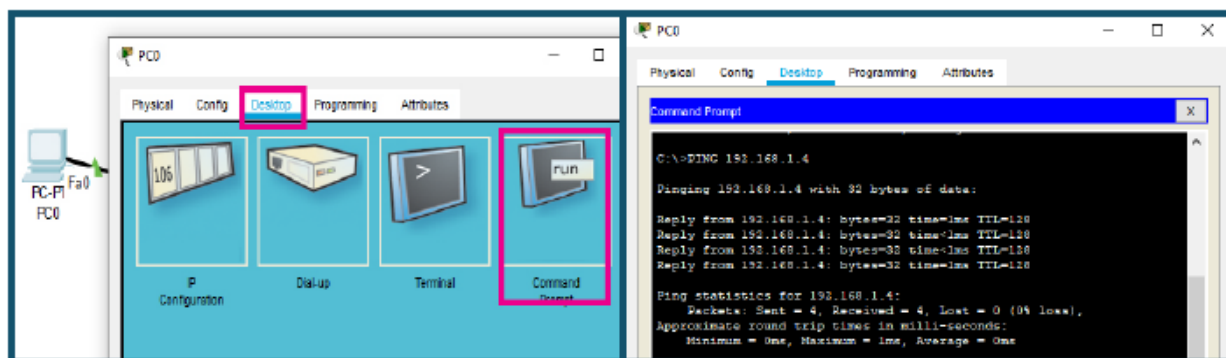 PC0
Physical Config Desktop Programming Attributes
106
>
run
IP
Configuration
Dial-up
Terminal
Command
Prompt
PC-PT
PC0
Fa0
PC0
Physical Config Desktop Programming Attributes
Command Prompt
X
C:\>PING 192.168.1.4
Pinging 192.168.1.4 with 32 bytes of data:
Reply from 192.168.1.4: bytes=32 time=1ms TTL=128
Reply from 192.168.1.4: bytes=32 time<1ms TTL=128
Reply from 192.168.1.4: bytes=32 time<1ms TTL=128
Reply from 192.168.1.4: bytes=32 time=1ms TTL=128
Ping statistics for 192.168.1.4:
Packets: Sent = 4, Received = 4, Lost = 0 (0% loss),
Approximate round trip times in milli-seconds:
Minimum = 0ms, Maximum = 1ms, Average = 0ms